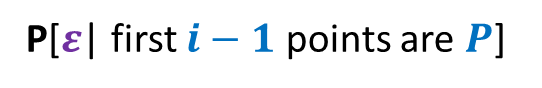 P[ε| first i − 1 points are P]